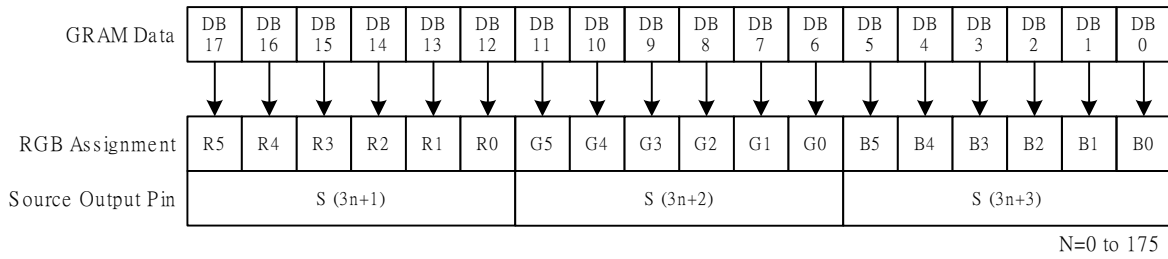 GRAM Data DB 17 DB 16 DB 15 DB 14 DB 13 DB 12 DB 11 DB 10 DB 9 DB 8 DB 7 DB 6 DB 5 DB 4 DB 3 DB 2 DB 1 DB 0
RGB Assignment R5 R4 R3 R2 R1 R0 G5 G4 G3 G2 G1 G0 B5 B4 B3 B2 B1 B0
Source Output Pin S (3n+1) S (3n+2) S (3n+3)
N=0 to 175